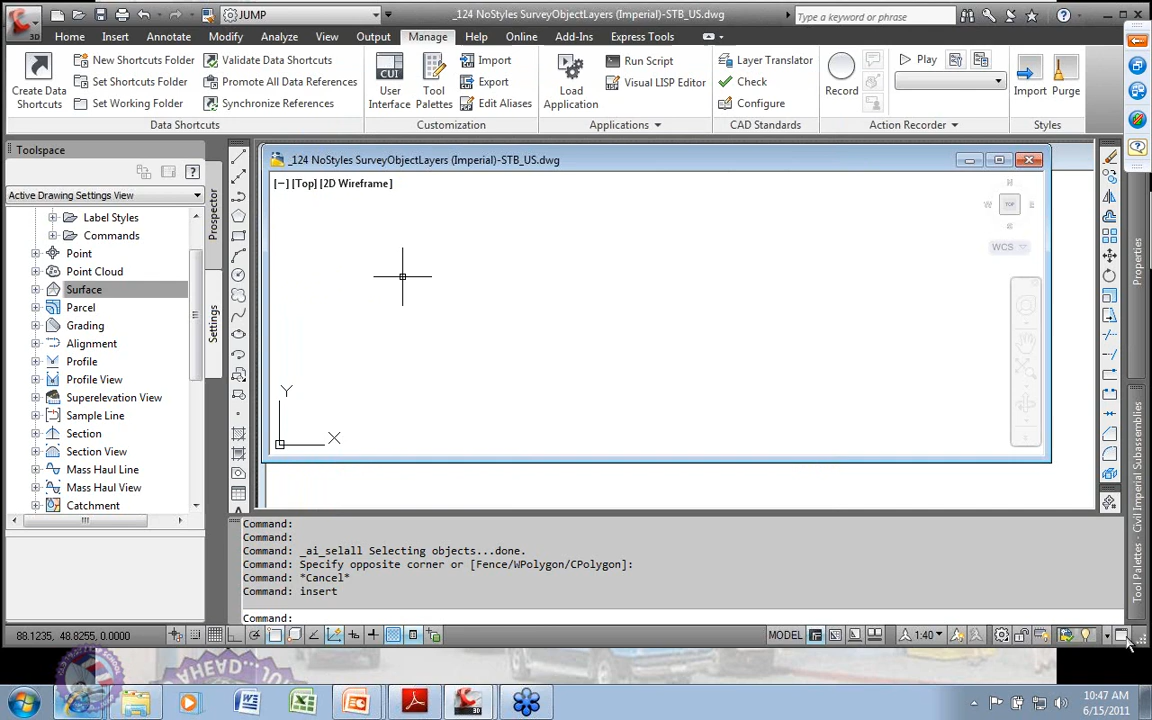 3D
JUMP
_124 NoStyles SurveyObjectLayers (Imperial)-STB_US.dwg
Type a keyword or phrase
Home Insert Annotate Modify Analyze View Output Manage Help Online Add-Ins Express Tools
Create Data Shortcuts
New Shortcuts Folder
Set Shortcuts Folder
Set Working Folder
Validate Data Shortcuts
Promote All Data References
Synchronize References
Data Shortcuts
CUI
User Interface
Tool Palettes
Import
Export
Edit Aliases
Customization
Load Application
Run Script
Visual LISP Editor
Applications
Layer Translator
Check
Configure
CAD Standards
Record
Play
Action Recorder
Import
Purge
Styles
Toolspace
Active Drawing Settings View
Label Styles
Commands
Point
Point Cloud
Surface
Parcel
Grading
Alignment
Profile
Profile View
Superelevation View
Sample Line
Section
Section View
Mass Haul Line
Mass Haul View
Catchment
Prospector
Settings
_124 NoStyles SurveyObjectLayers (Imperial)-STB_US.dwg
[−] [Top] [2D Wireframe]
N
W TOP E
S
WCS
Y
X
Properties
Tool Palettes - Civil Imperial Subassemblies
Command:
Command:
Command: _ai_selall Selecting objects...done.
Command: Specify opposite corner or [Fence/WPolygon/CPolygon]:
Command: *Cancel*
Command: insert
Command:
88.1235, 48.8255, 0.0000
MODEL
1:40
AHEAD
10:47 AM
6/15/2011